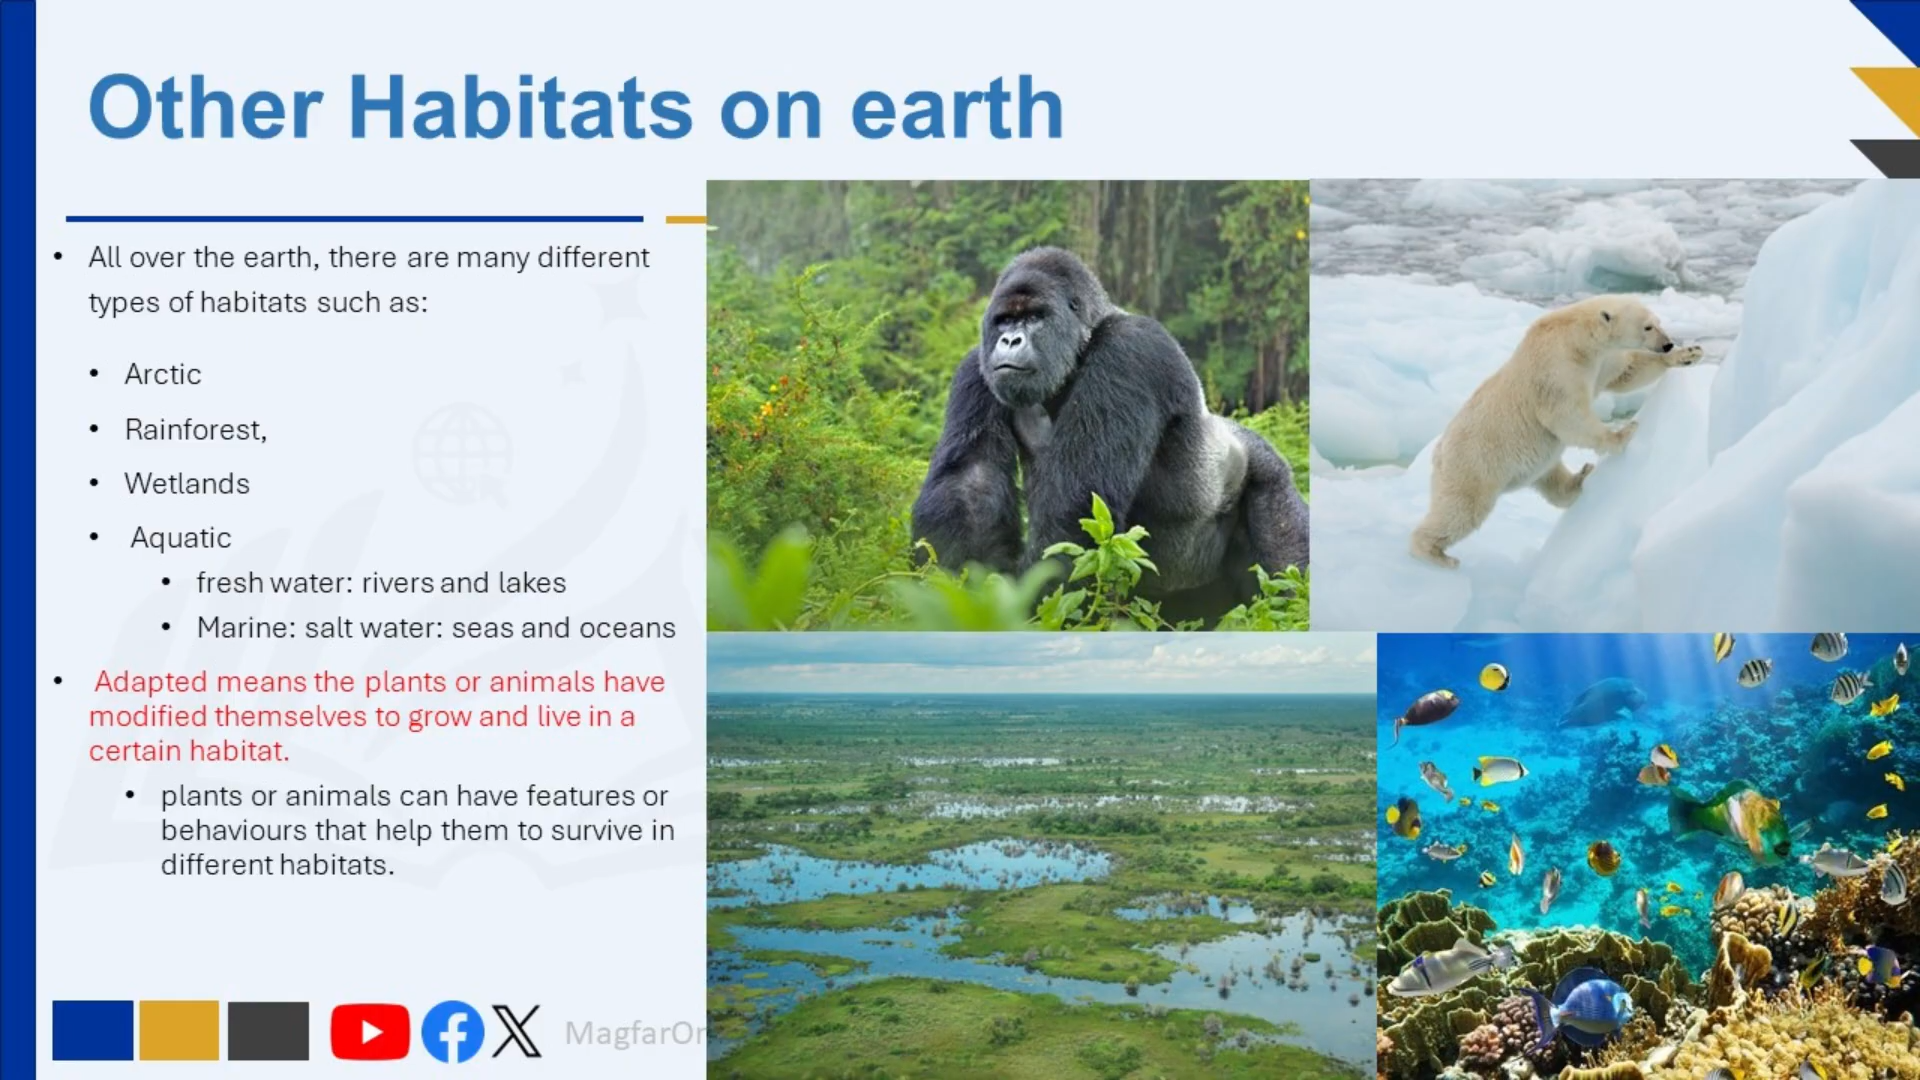 Other Habitats on earth
• All over the earth, there are many different
types of habitats such as:
• Arctic
• Rainforest,
• Wetlands
• Aquatic
• fresh water: rivers and lakes
• Marine: salt water: seas and oceans
• Adapted means the plants or animals have
modified themselves to grow and live in a
certain habitat.
• plants or animals can have features or
behaviours that help them to survive in
different habitats.